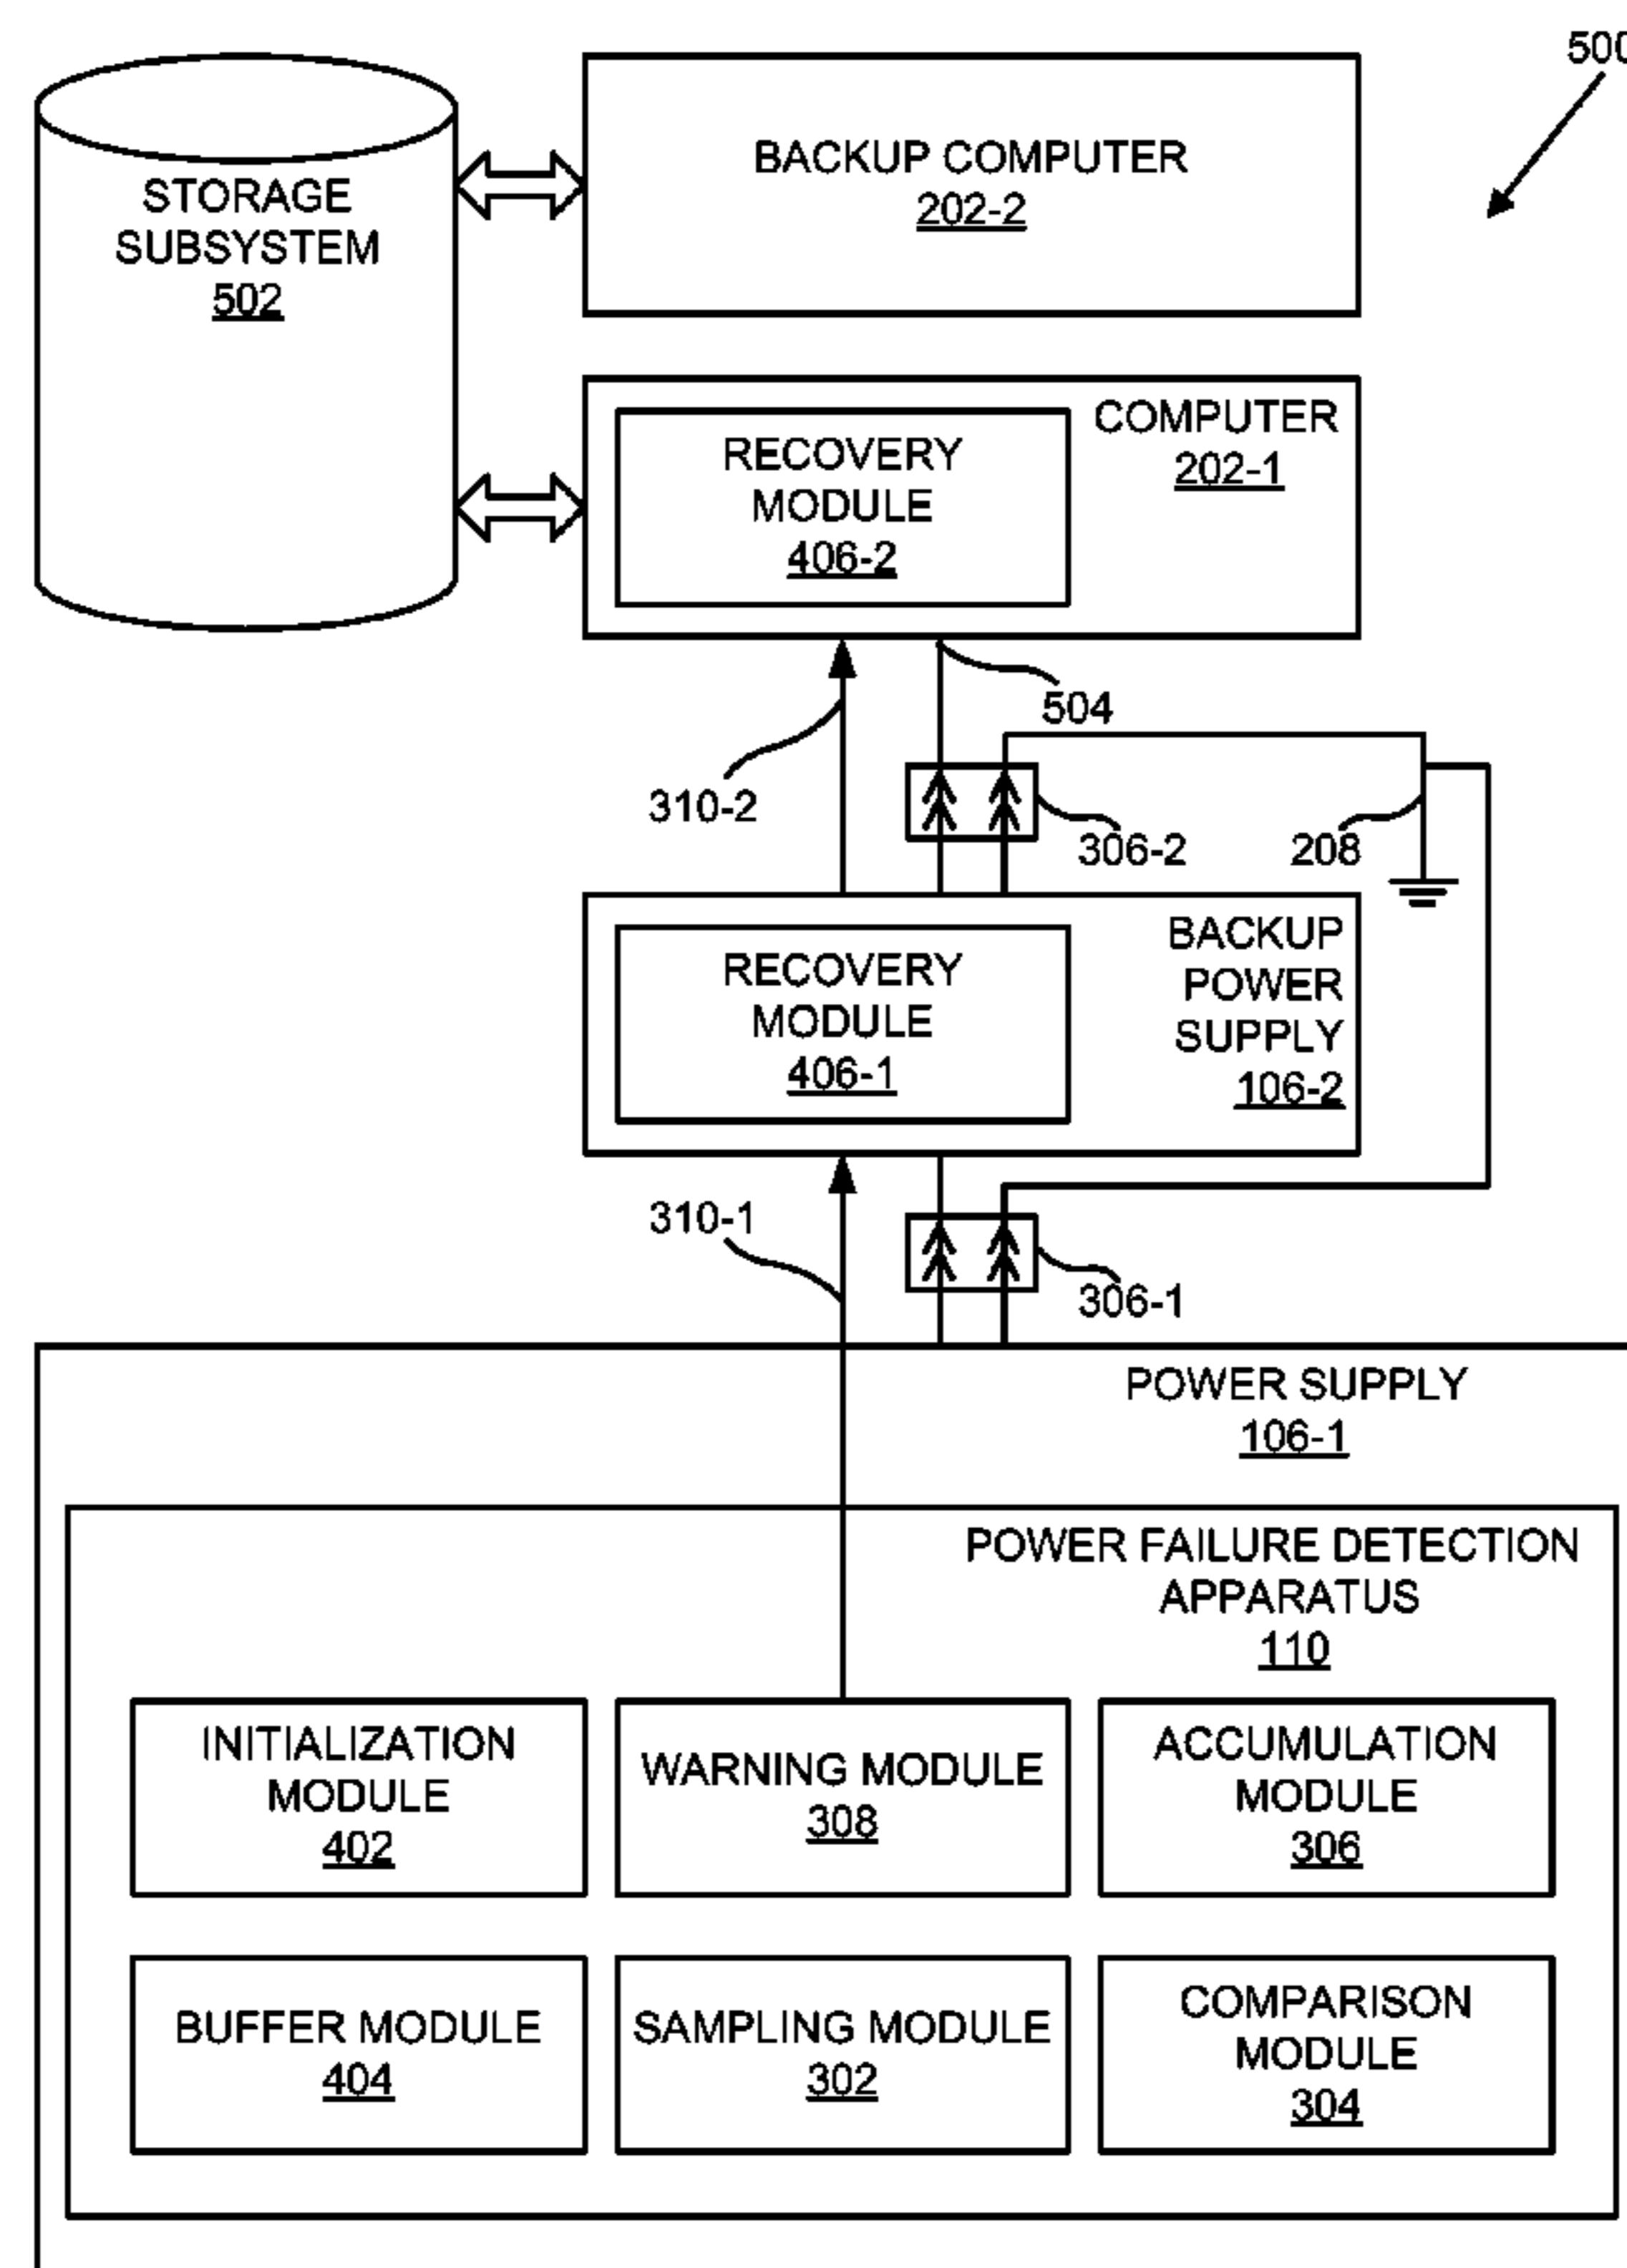 500
BACKUP COMPUTER
202-2
STORAGE
SUBSYSTEM
502
COMPUTER
202-1
RECOVERY
MODULE
406-2
504
310-2
306-2
208
BACKUP
POWER
SUPPLY
106-2
RECOVERY
MODULE
406-1
310-1
306-1
POWER SUPPLY
106-1
POWER FAILURE DETECTION
APPARATUS
110
INITIALIZATION
MODULE
402
WARNING MODULE
308
ACCUMULATION
MODULE
306
BUFFER MODULE
404
SAMPLING MODULE
302
COMPARISON
MODULE
304